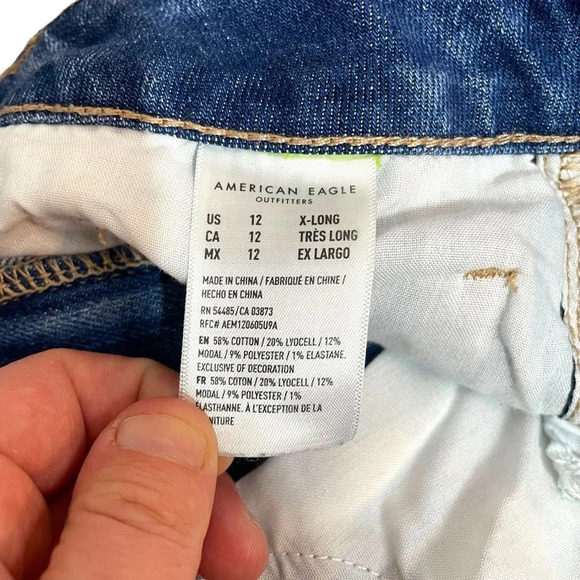 AMERICAN EAGLE
OUTFITTERS
US 12 X-LONG
CA 12 TRÈS LONG
MX 12 EX LARGO
MADE IN CHINA / FABRIQUÉ EN CHINE /
HECHO EN CHINA
RN 54485/CA 03873
RFC# AEM120605U9A
EN 58% COTTON / 20% LYOCELL / 12%
MODAL / 9% POLYESTER / 1% ELASTANE.
EXCLUSIVE OF DECORATION
FR 58% COTON / 20% LYOCELL / 12%
MODAL / 9% POLYESTER / 1%
ÉLASTHANNE. À L'EXCEPTION DE LA